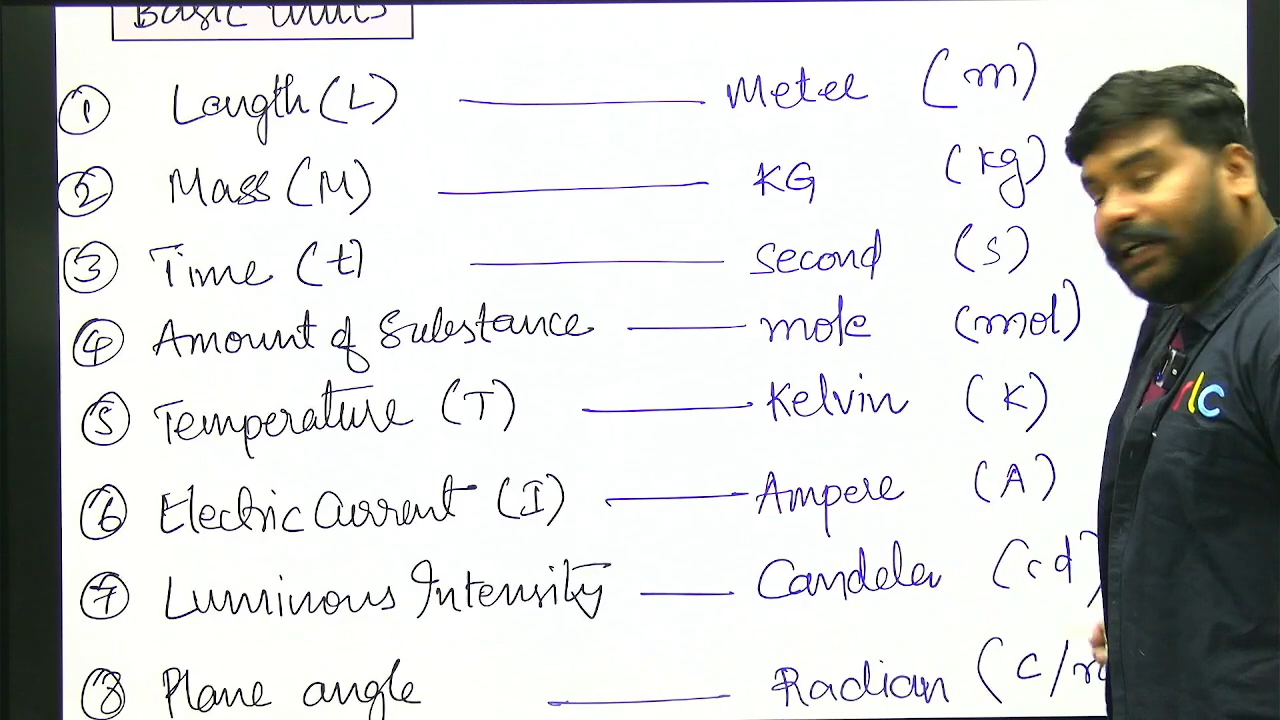 Basic Units
① Length (L) — Meter (m)
② Mass (M) — KG (kg)
③ Time (t) — Second (s)
④ Amount of Substance — mole (mol)
⑤ Temperature (T) — Kelvin (K)
⑥ Electric Current (I) — Ampere (A)
⑦ Luminous Intensity — Candela (cd)
⑧ Plane angle — Radian (c/r